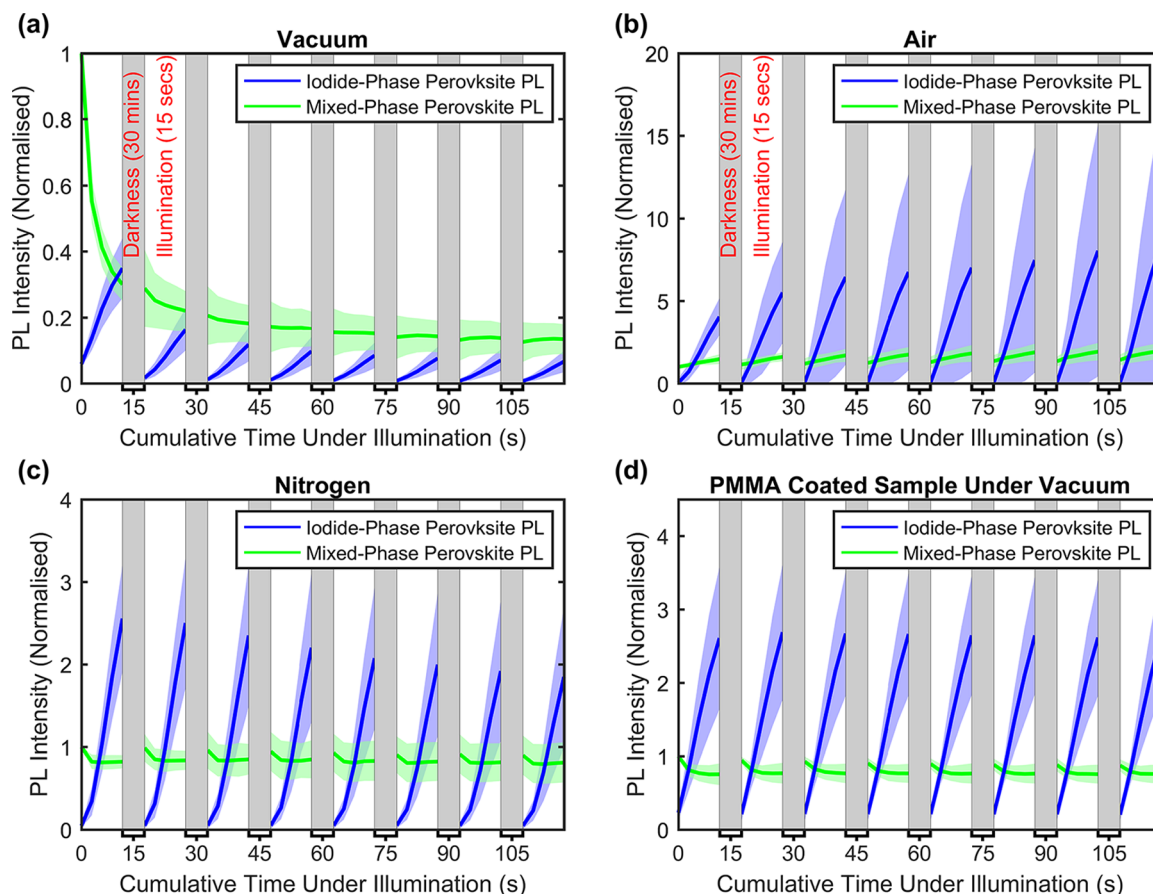 (a)
Vacuum
PL Intensity (Normalised)
1
0.8
0.6
0.4
0.2
0
Iodide-Phase Perovksite PL
Mixed-Phase Perovskite PL
Darkness (30 mins)
Illumination (15 secs)
0 15 30 45 60 75 90 105
Cumulative Time Under Illumination (s)
(b)
Air
PL Intensity (Normalised)
20
15
10
5
0
Iodide-Phase Perovksite PL
Mixed-Phase Perovskite PL
Darkness (30 mins)
Illumination (15 secs)
0 15 30 45 60 75 90 105
Cumulative Time Under Illumination (s)
(c)
Nitrogen
PL Intensity (Normalised)
4
3
2
1
0
Iodide-Phase Perovksite PL
Mixed-Phase Perovskite PL
0 15 30 45 60 75 90 105
Cumulative Time Under Illumination (s)
(d)
PMMA Coated Sample Under Vacuum
PL Intensity (Normalised)
4
3
2
1
0
Iodide-Phase Perovksite PL
Mixed-Phase Perovskite PL
0 15 30 45 60 75 90 105
Cumulative Time Under Illumination (s)